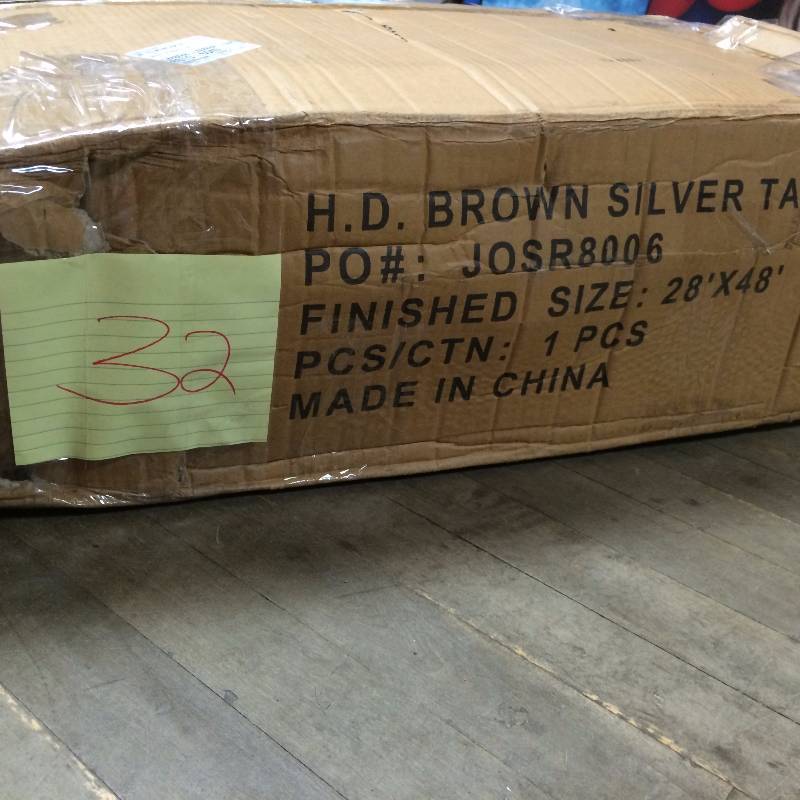 H.D. BROWN SILVER TA
PO#: JOSR8006
FINISHED SIZE: 28'X48'
PCS/CTN: 1 PCS
MADE IN CHINA
32